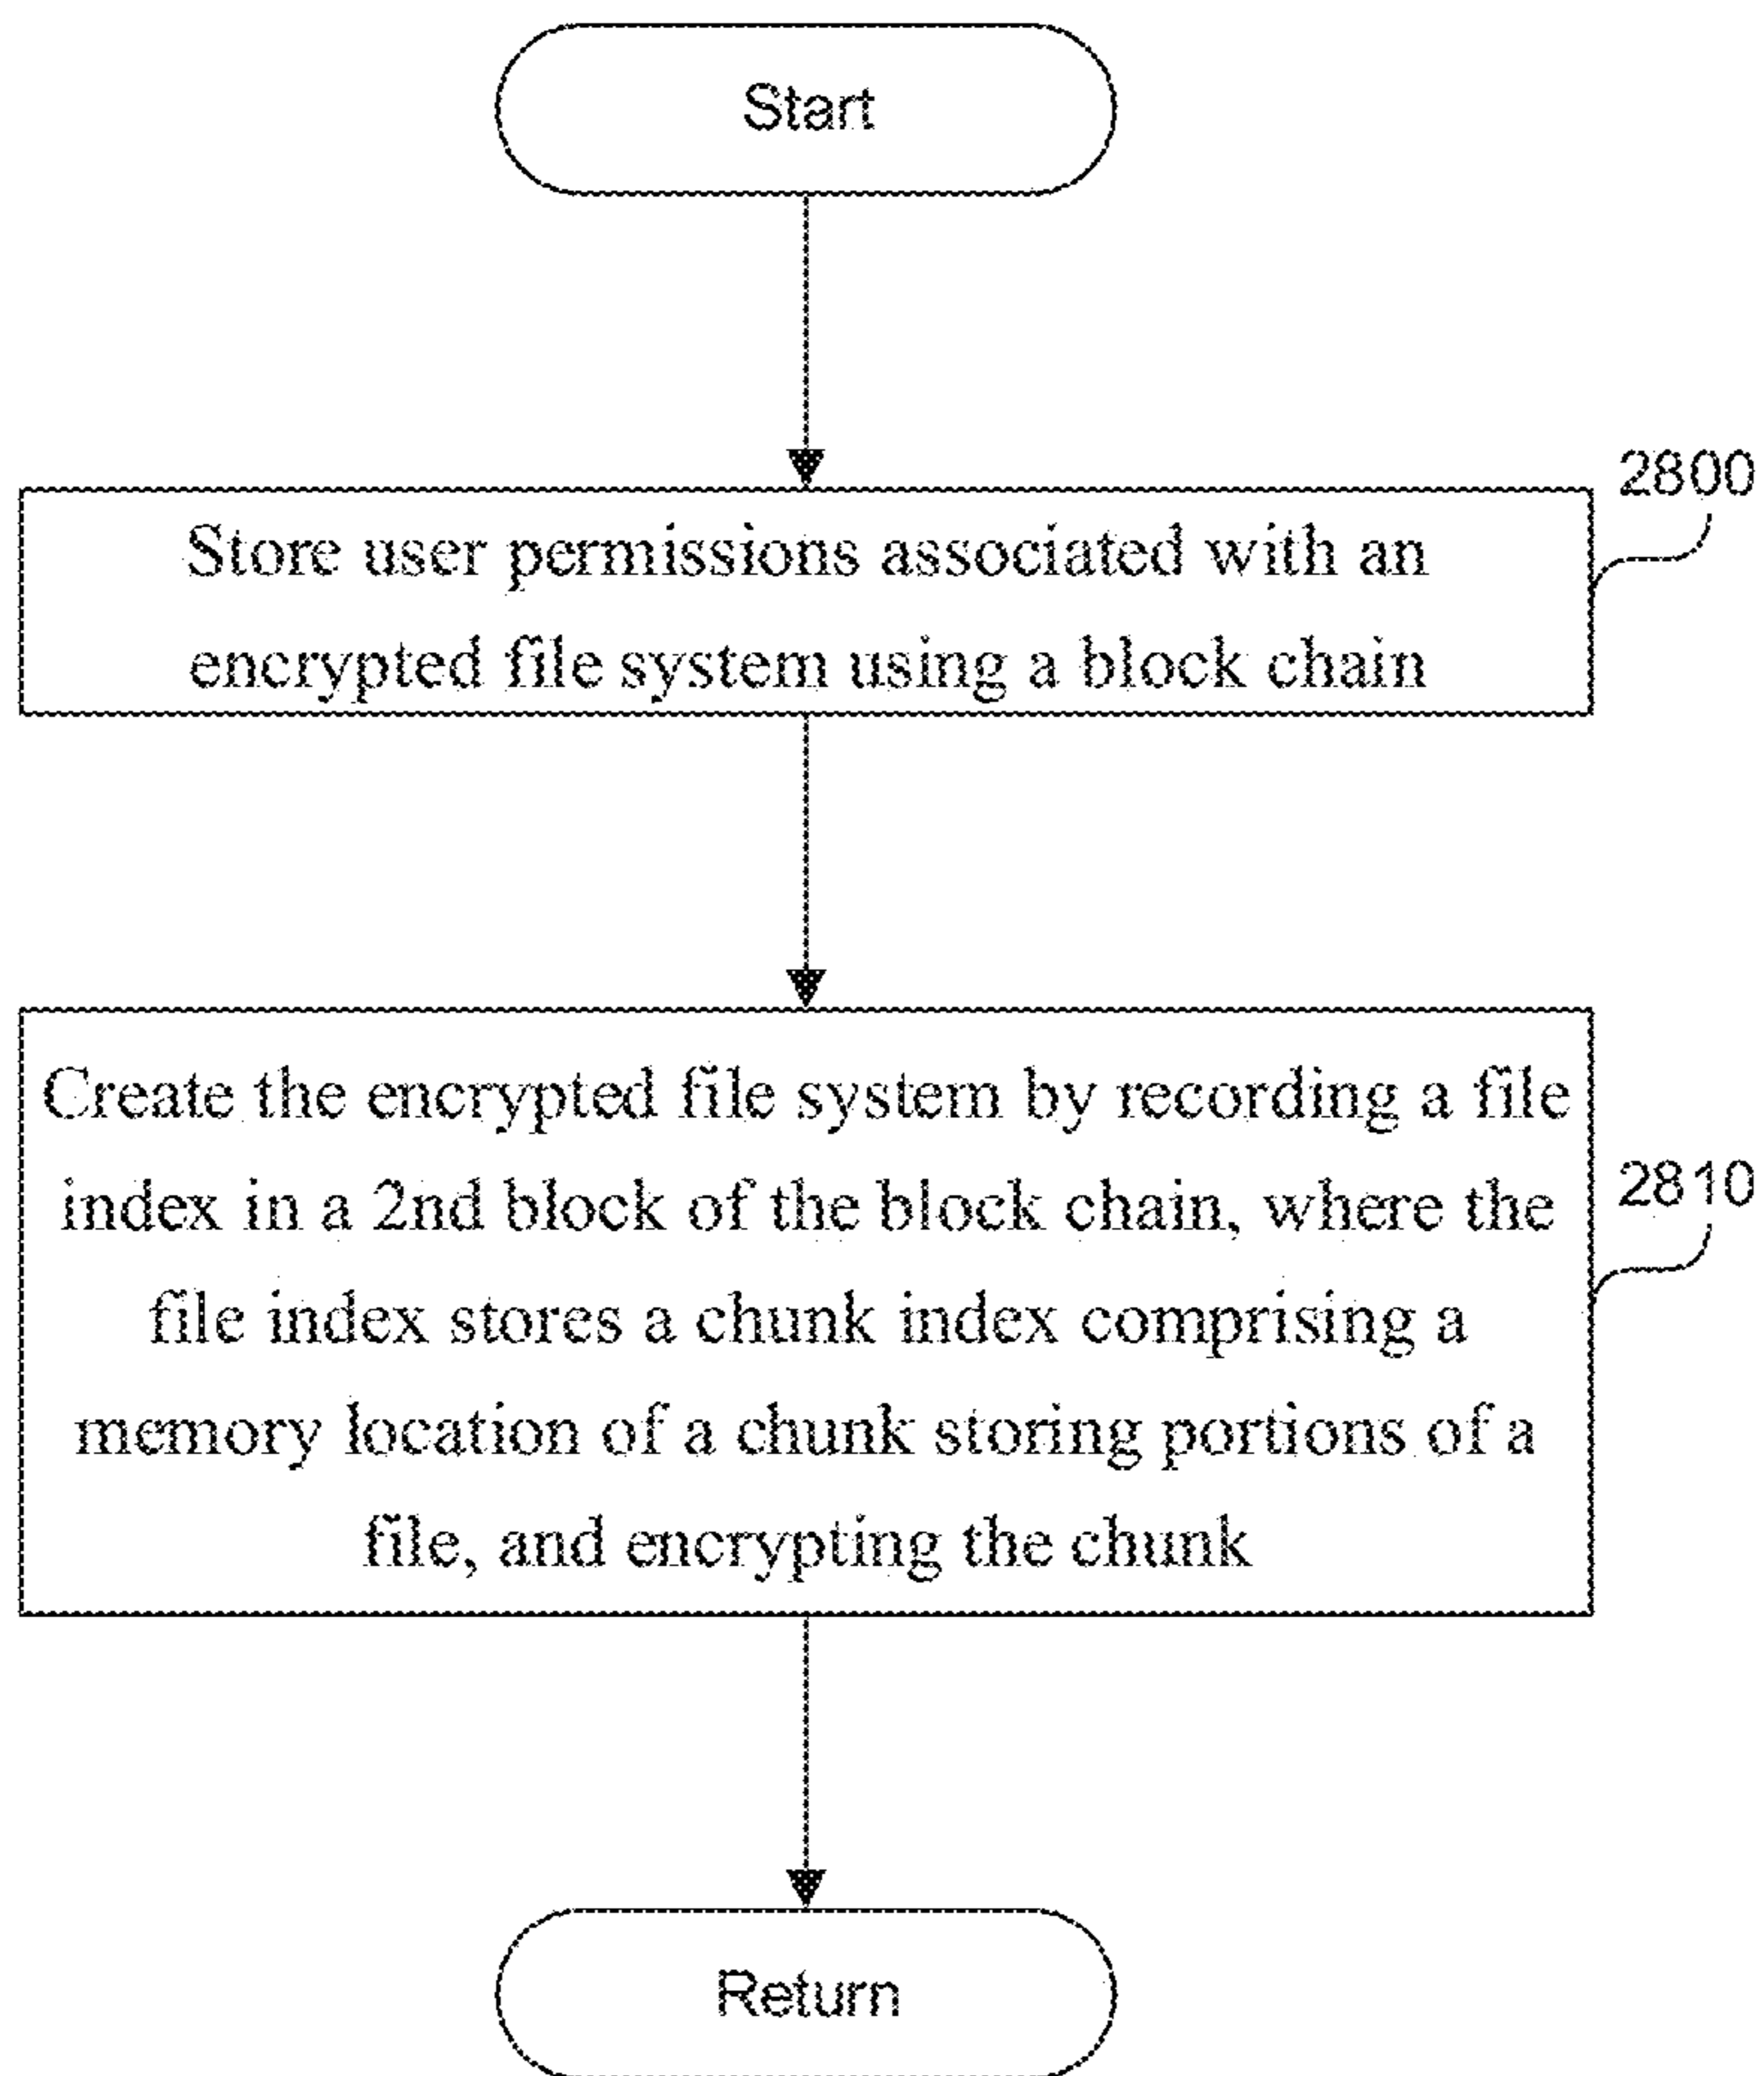 Start
2800
Store user permissions associated with an
encrypted file system using a block chain
Create the encrypted file system by recording a file
index in a 2nd block of the block chain, where the
2810
file index stores a chunk index comprising a
memory location of a chunk storing portions of a
file, and encrypting the chunk
Return